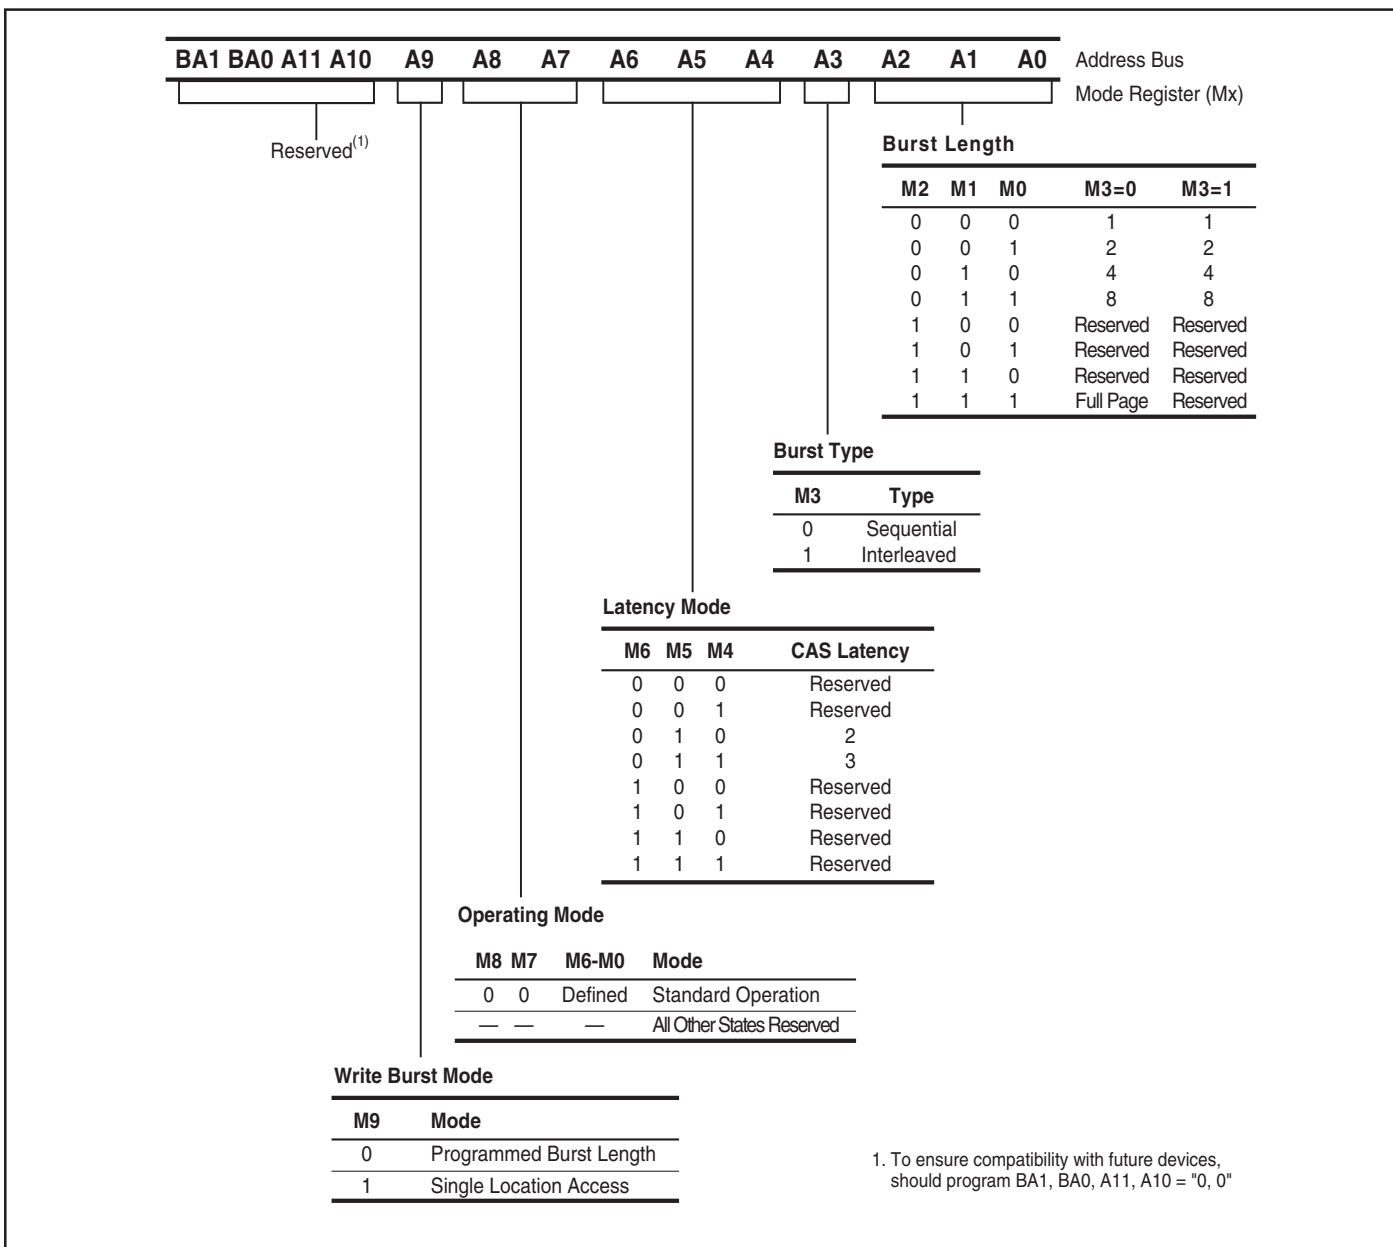 BA1 BA0 A11 A10 A9 A8 A7 A6 A5 A4 A3 A2 A1 A0 Address Bus
Mode Register (Mx)
Reserved(1)
Burst Length
M2 M1 M0 M3=0 M3=1
0 0 0 1 1
0 0 1 2 2
0 1 0 4 4
0 1 1 8 8
1 0 0 Reserved Reserved
1 0 1 Reserved Reserved
1 1 0 Reserved Reserved
1 1 1 Full Page Reserved
Burst Type
M3 Type
0 Sequential
1 Interleaved
Latency Mode
M6 M5 M4 CAS Latency
0 0 0 Reserved
0 0 1 Reserved
0 1 0 2
0 1 1 3
1 0 0 Reserved
1 0 1 Reserved
1 1 0 Reserved
1 1 1 Reserved
Operating Mode
M8 M7 M6-M0 Mode
0 0 Defined Standard Operation
— — — All Other States Reserved
Write Burst Mode
M9 Mode
0 Programmed Burst Length
1 Single Location Access
1. To ensure compatibility with future devices,
should program BA1, BA0, A11, A10 = "0, 0"